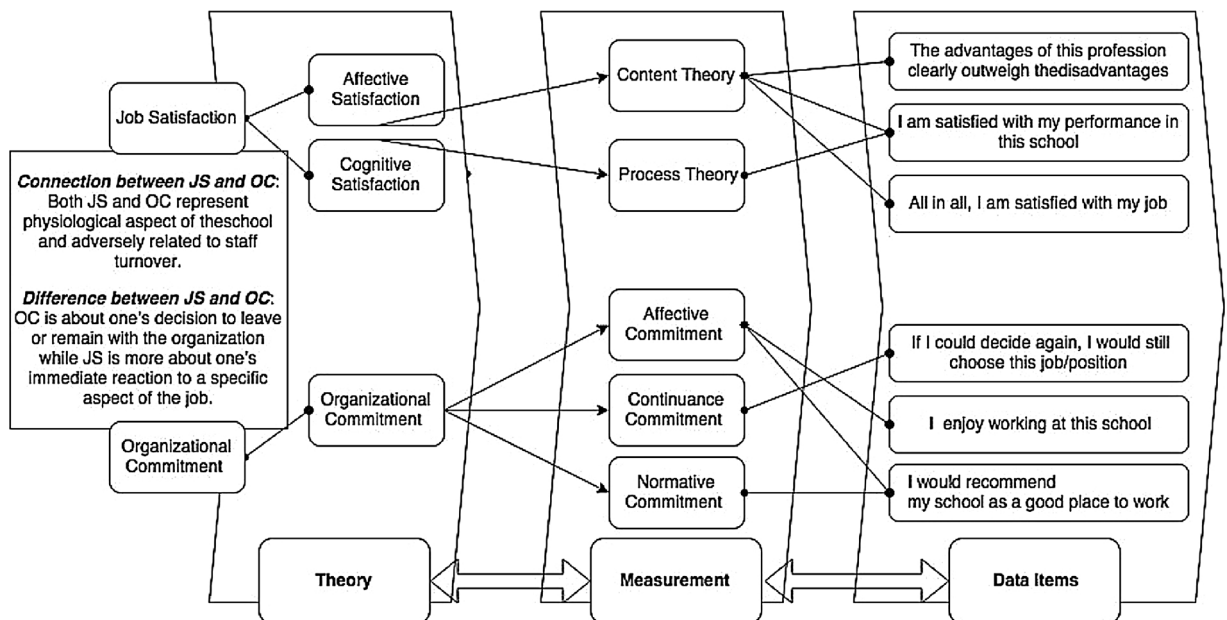 Job Satisfaction
Connection between JS and OC:
Both JS and OC represent
physiological aspect of theschool
and adversely related to staff
turnover.
Difference between JS and OC:
OC is about one's decision to leave
or remain with the organization
while JS is more about one's
immediate reaction to a specific
aspect of the job.
Organizational
Commitment
Affective
Satisfaction
Cognitive
Satisfaction
Organizational
Commitment
Theory
Content Theory
Process Theory
Affective
Commitment
Continuance
Commitment
Normative
Commitment
Measurement
The advantages of this profession
clearly outweigh thedisadvantages
I am satisfied with my performance in
this school
All in all, I am satisfied with my job
If I could decide again, I would still
choose this job/position
I enjoy working at this school
I would recommend
my school as a good place to work
Data Items